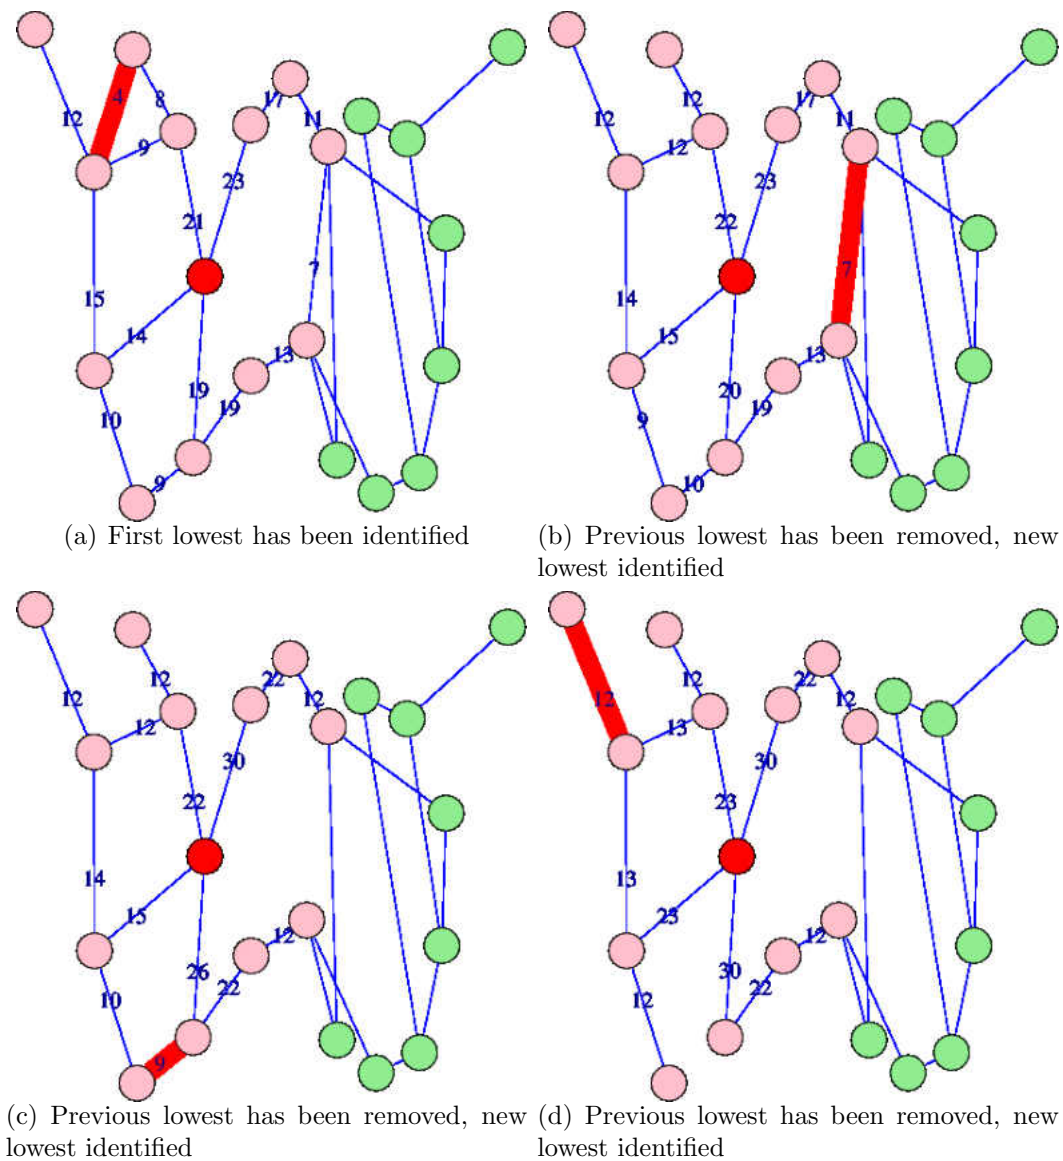 12 4 8 9 17 11
23 21 7
15 14 13
10 19 19
9
(a) First lowest has been identified
12 12 12 17 11
23 22 7
14 15 13
9 20 19
10
(b) Previous lowest has been removed, new
lowest identified
12 12 12 22 12
30 22
14 15 12
10 26 22
9
(c) Previous lowest has been removed, new
lowest identified
12 12 13 22 12
30 23
13 23 12
12 30 22
(d) Previous lowest has been removed, new
lowest identified